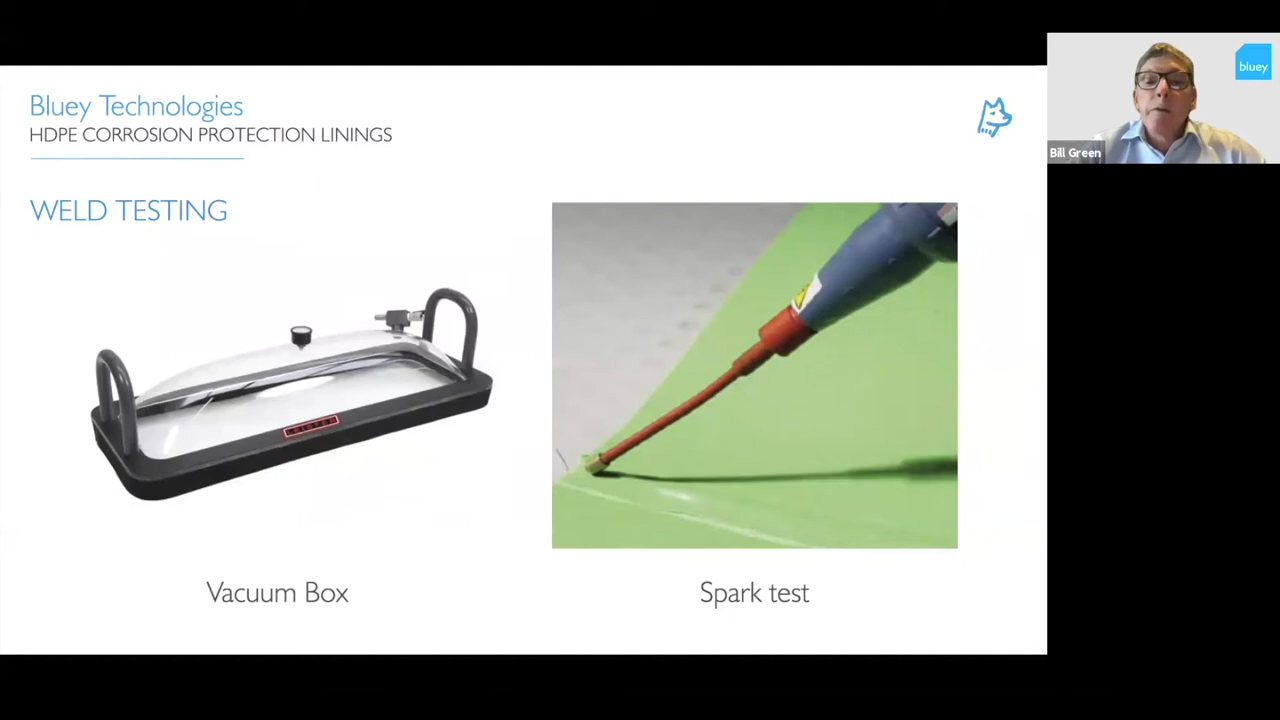 Bluey Technologies
HDPE CORROSION PROTECTION LININGS
WELD TESTING
Vacuum Box
Spark test
bluey
Bill Green